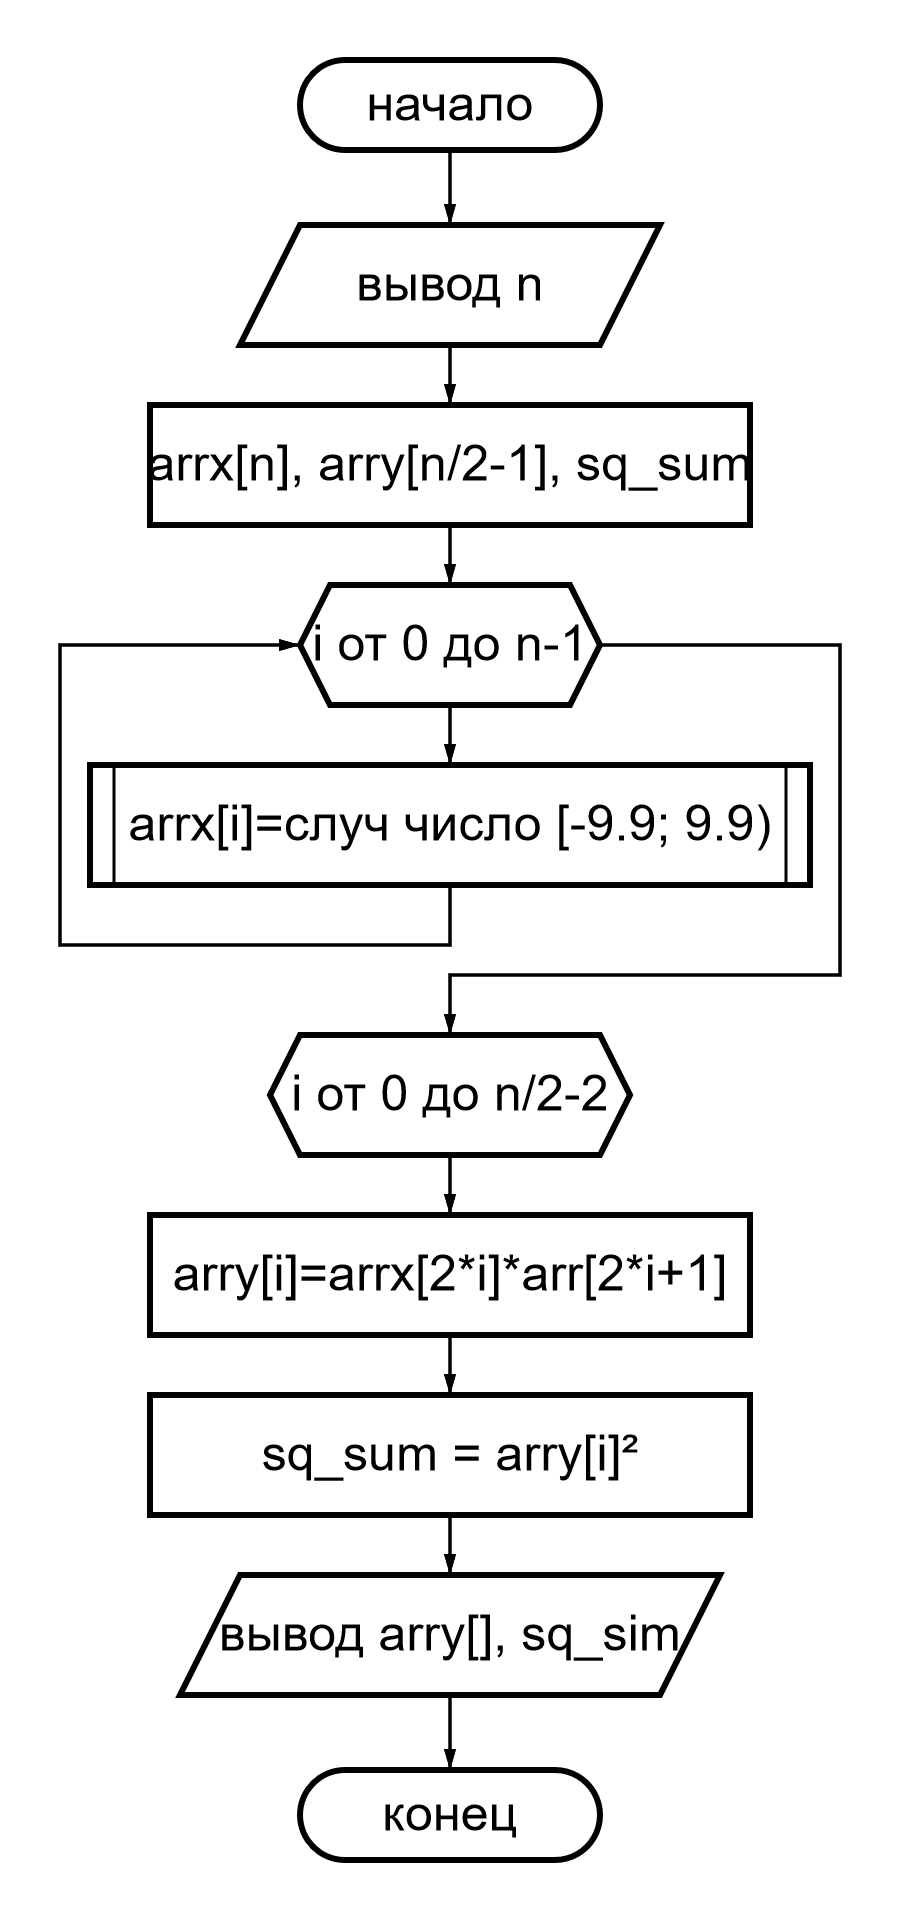 начало
вывод n
arrx[n], arry[n/2-1], sq_sum
i от 0 до n-1
arrx[i]=случ число [-9.9; 9.9)
i от 0 до n/2-2
arry[i]=arrx[2*i]*arr[2*i+1]
sq_sum = arry[i]²
вывод arry[], sq_sim
конец